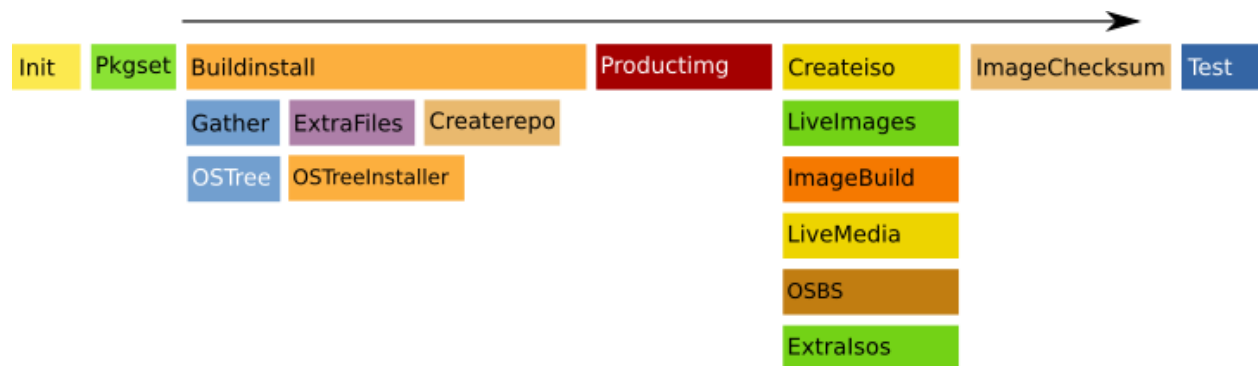 Init Pkgset Buildinstall Productimg Createiso ImageChecksum Test
Gather ExtraFiles Createrepo LiveImages
OSTree OSTreeInstaller ImageBuild
LiveMedia
OSBS
ExtraIsos